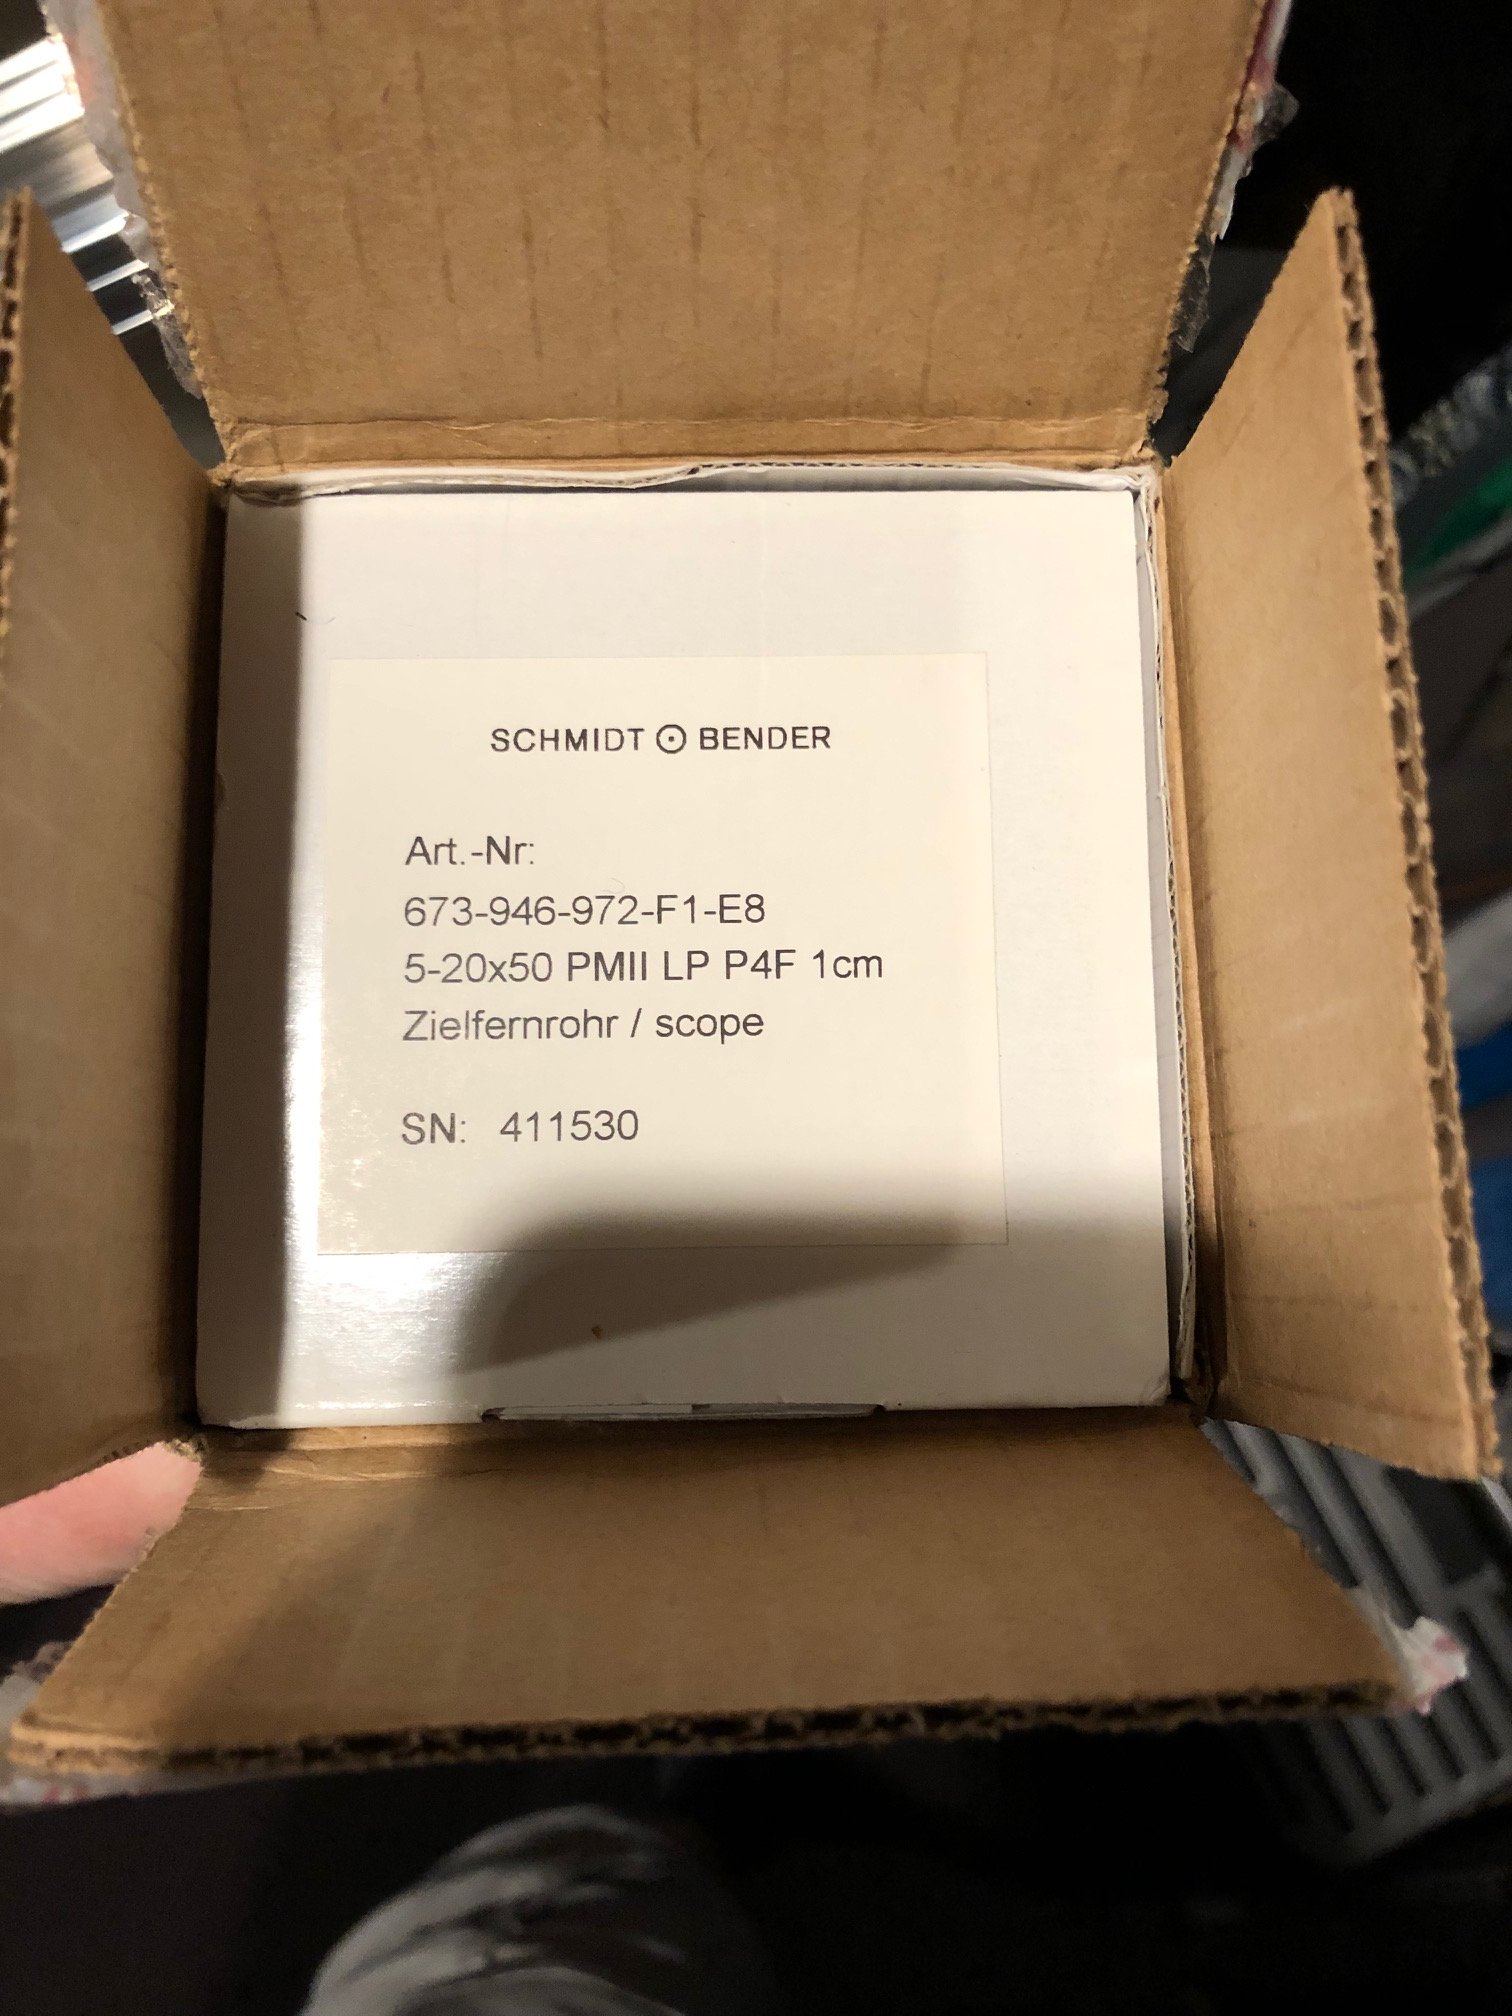 SCHMIDT BENDER
Art.-Nr:
673-946-972-F1-E8
5-20x50 PMII LP P4F 1cm
Zielfernrohr / scope
SN: 411530